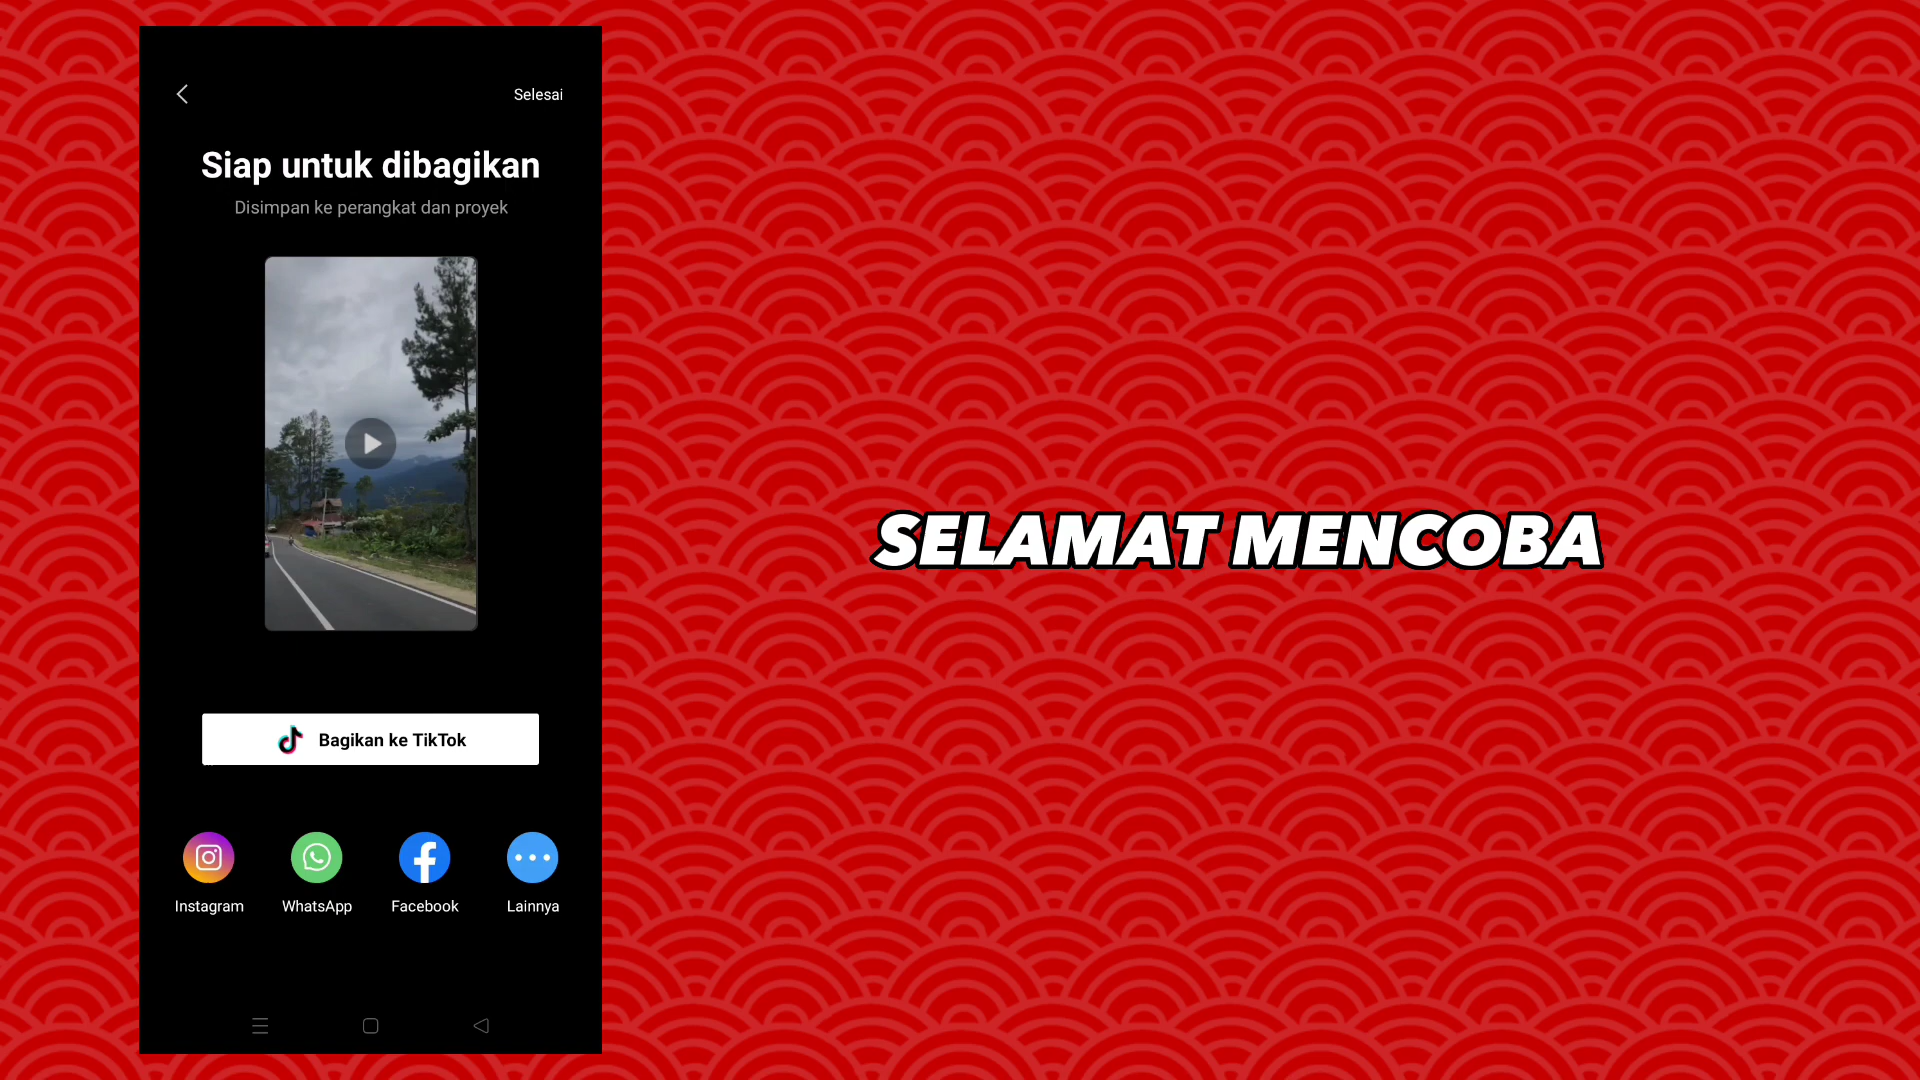 Selesai
Siap untuk dibagikan
Disimpan ke perangkat dan proyek
Bagikan ke TikTok
Instagram
WhatsApp
Facebook
Lainnya
SELAMAT MENCOBA